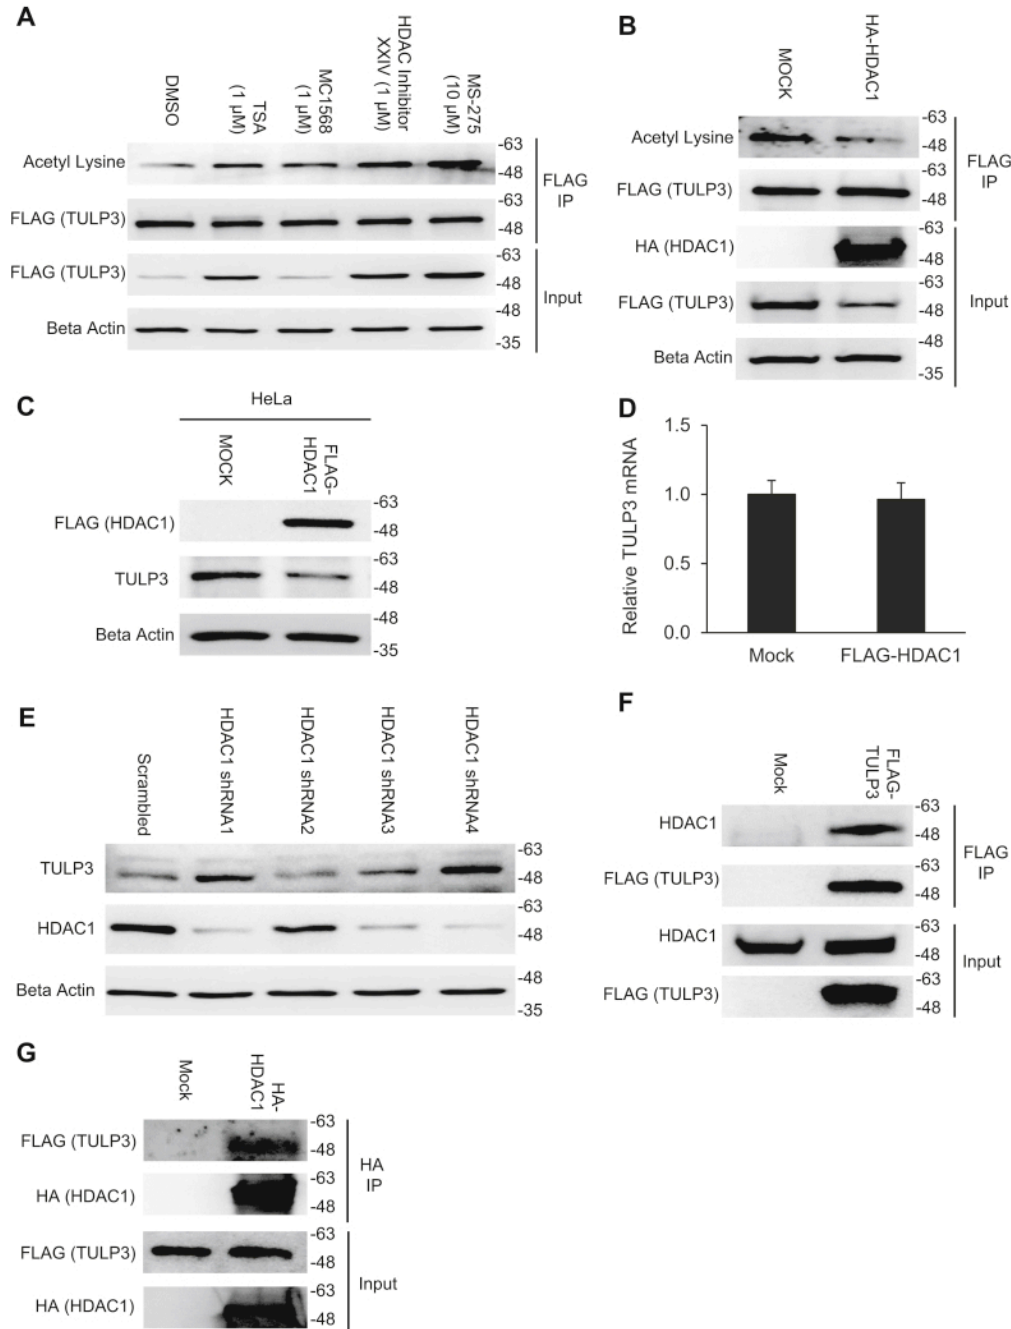 A
DMSO
TSA
(1 µM)
MC1568
(1 µM)
HDAC Inhibitor
XXIV (1 µM)
MS-275
(10 µM)
Acetyl Lysine
-63
-48
FLAG (TULP3)
-63
-48
FLAG
IP
FLAG (TULP3)
-63
-48
Beta Actin
-48
-35
Input
B
MOCK
HA-HDAC1
Acetyl Lysine
-63
-48
FLAG (TULP3)
-63
-48
FLAG
IP
HA (HDAC1)
-63
-48
FLAG (TULP3)
-63
-48
Beta Actin
-48
-35
Input
C
HeLa
MOCK
FLAG-
HDAC1
FLAG (HDAC1)
-63
-48
TULP3
-63
-48
Beta Actin
-48
-35
D
Relative TULP3 mRNA
1.5
1.0
0.5
0.0
Mock
FLAG-HDAC1
E
Scrambled
HDAC1 shRNA1
HDAC1 shRNA2
HDAC1 shRNA3
HDAC1 shRNA4
TULP3
-63
-48
HDAC1
-63
-48
Beta Actin
-48
-35
F
Mock
FLAG-
TULP3
HDAC1
-63
-48
FLAG (TULP3)
-63
-48
FLAG
IP
HDAC1
-63
-48
FLAG (TULP3)
-63
-48
Input
G
Mock
HA-
HDAC1
FLAG (TULP3)
-63
-48
HA (HDAC1)
-63
-48
HA
IP
FLAG (TULP3)
-63
-48
HA (HDAC1)
-63
-48
Input